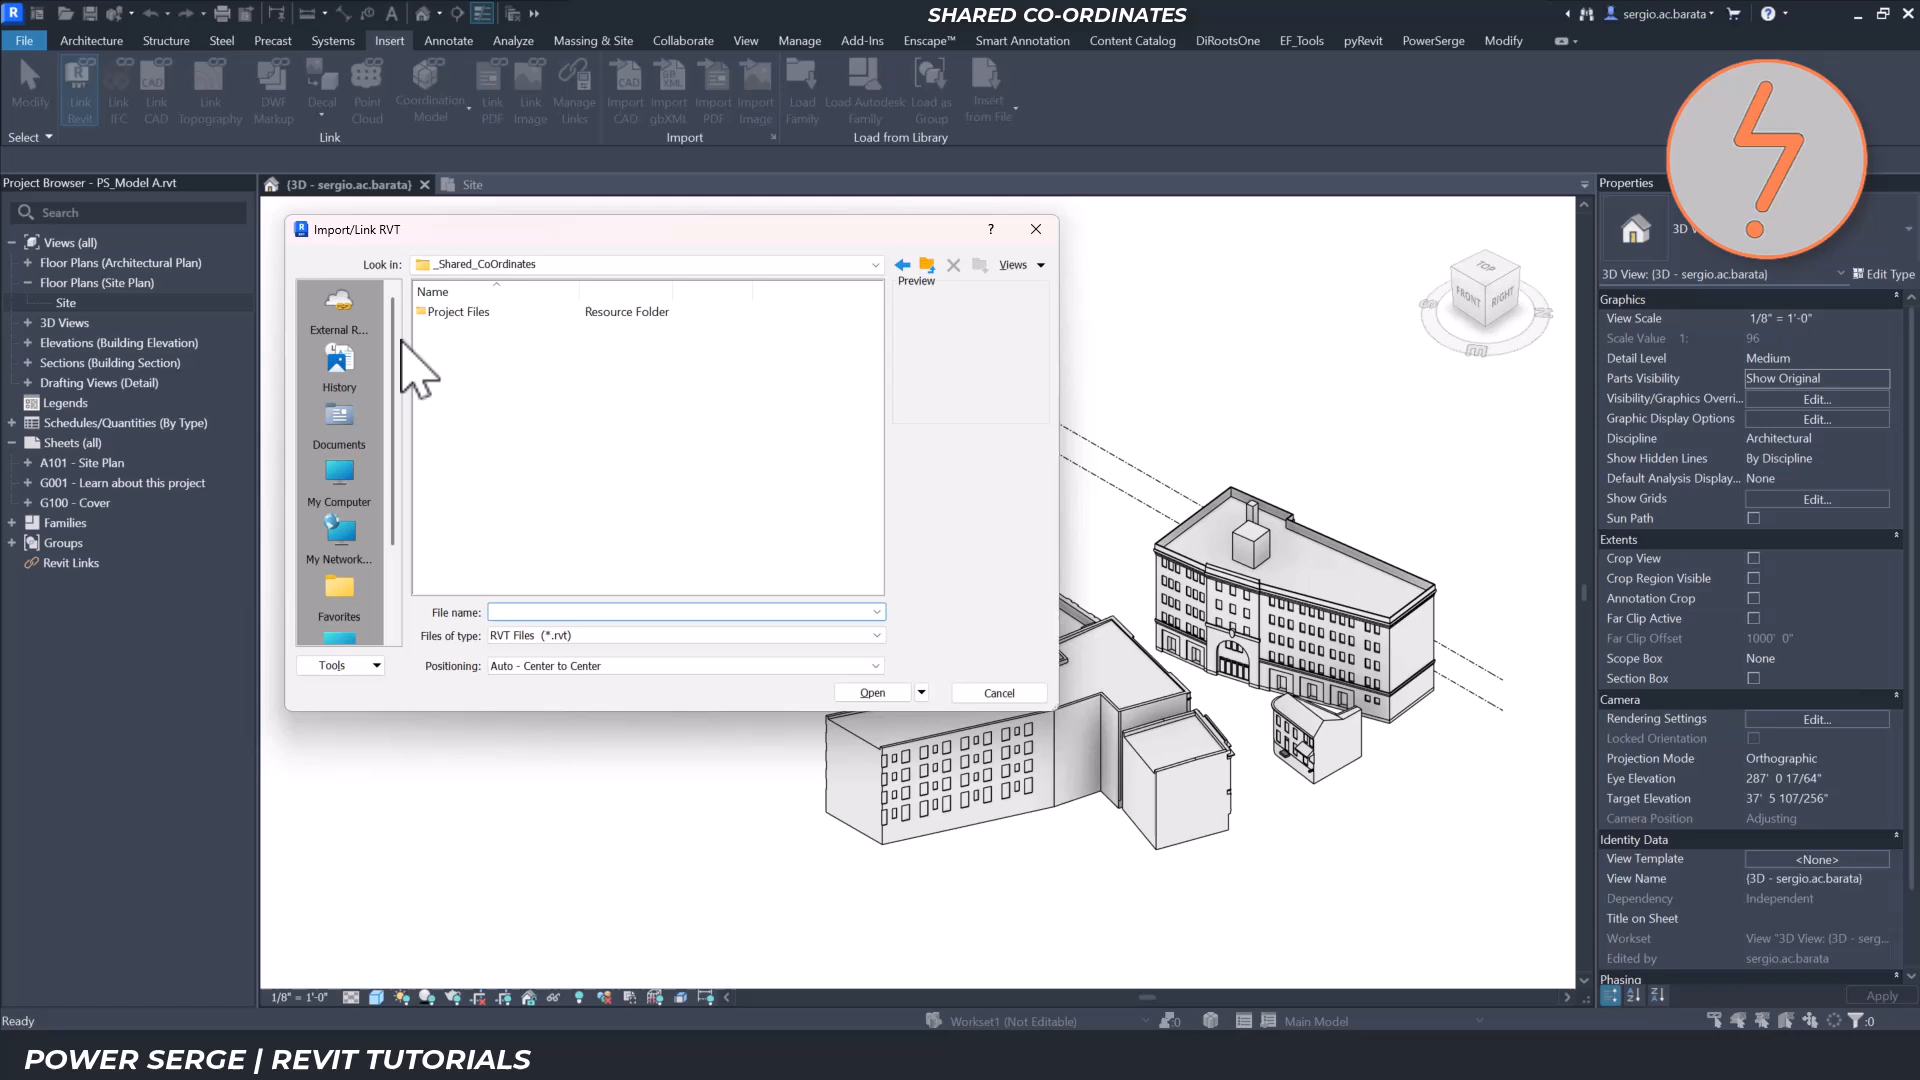 SHARED CO-ORDINATES
sergio.ac.barata
File Architecture Structure Steel Precast Systems Insert Annotate Analyze Massing & Site Collaborate View Manage Add-Ins Enscape™ Smart Annotation Content Catalog DiRootsOne EF_Tools pyRevit PowerSerge Modify
Modify
Link Revit
Link IFC
Link CAD
Link Topography
DWF Markup
Decal
Point Cloud
Coordination Model
Link PDF
Link Image
Manage Links
Import CAD
Import gbXML
Import PDF
Import Image
Load Family
Load Autodesk Family
Load as Group
Insert from File
Select
Link
Import
Load from Library
Project Browser - PS_Model A.rvt
Search
Views (all)
Floor Plans (Architectural Plan)
Floor Plans (Site Plan)
Site
3D Views
Elevations (Building Elevation)
Sections (Building Section)
Drafting Views (Detail)
Legends
Schedules/Quantities (By Type)
Sheets (all)
A101 - Site Plan
G001 - Learn about this project
G100 - Cover
Families
Groups
Revit Links
{3D - sergio.ac.barata}
Site
Import/Link RVT
?
Look in:
_Shared_CoOrdinates
Views
Preview
Name
Project Files
Resource Folder
External R...
History
Documents
My Computer
My Network...
Favorites
Tools
File name:
Files of type:
RVT Files (*.rvt)
Positioning:
Auto - Center to Center
Open
Cancel
TOP
FRONT
RIGHT
Properties
3D V
3D View: {3D - sergio.ac.barata}
Edit Type
Graphics
View Scale 1/8" = 1'-0"
Scale Value 1: 96
Detail Level Medium
Parts Visibility Show Original
Visibility/Graphics Overri... Edit...
Graphic Display Options Edit...
Discipline Architectural
Show Hidden Lines By Discipline
Default Analysis Display... None
Show Grids Edit...
Sun Path
Extents
Crop View
Crop Region Visible
Annotation Crop
Far Clip Active
Far Clip Offset 1000' 0"
Scope Box None
Section Box
Camera
Rendering Settings Edit...
Locked Orientation
Projection Mode Orthographic
Eye Elevation 287' 0 17/64"
Target Elevation 37' 5 107/256"
Camera Position Adjusting
Identity Data
View Template <None>
View Name {3D - sergio.ac.barata}
Dependency Independent
Title on Sheet
Workset View "3D View: {3D - serg...
Edited by sergio.ac.barata
Phasing
Apply
1/8" = 1'-0"
Ready
Workset1 (Not Editable)
:0
Main Model
:0
POWER SERGE | REVIT TUTORIALS